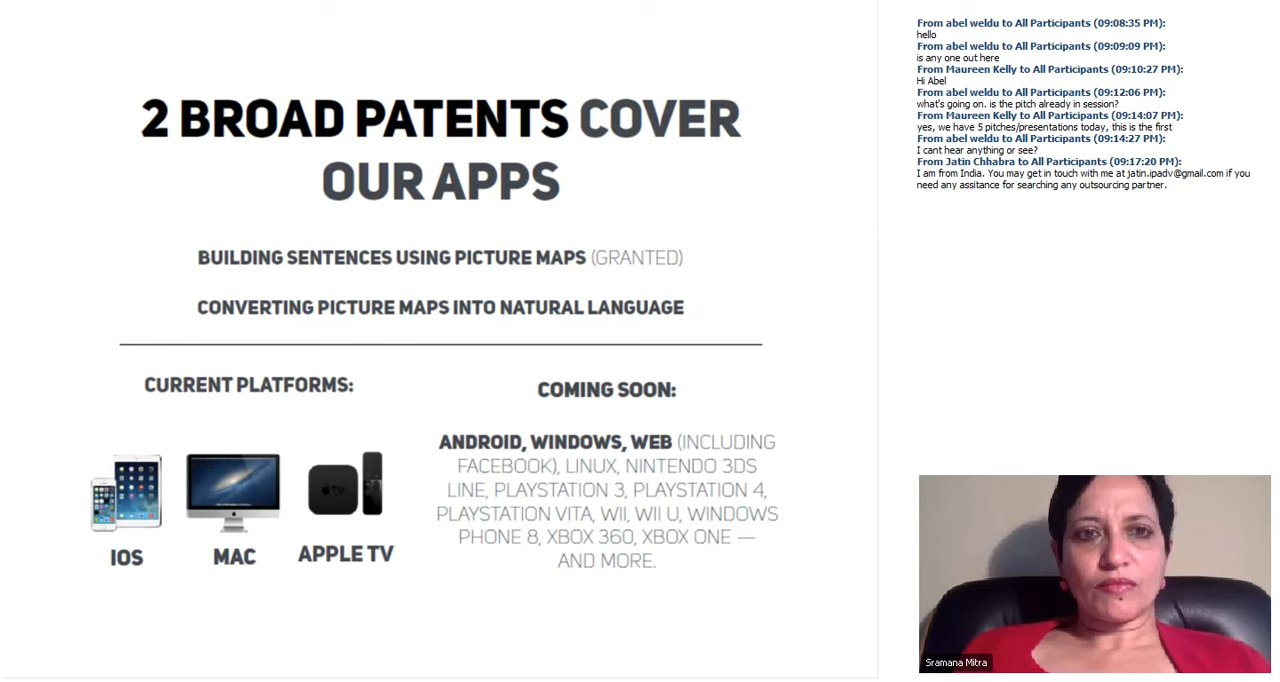 2 BROAD PATENTS COVER
OUR APPS
BUILDING SENTENCES USING PICTURE MAPS (GRANTED)
CONVERTING PICTURE MAPS INTO NATURAL LANGUAGE
CURRENT PLATFORMS:
tv
IOS
MAC
APPLE TV
COMING SOON:
ANDROID, WINDOWS, WEB (INCLUDING
FACEBOOK), LINUX, NINTENDO 3DS
LINE, PLAYSTATION 3, PLAYSTATION 4,
PLAYSTATION VITA, WII, WII U, WINDOWS
PHONE 8, XBOX 360, XBOX ONE —
AND MORE.
From abel weldu to All Participants (09:08:35 PM):
hello
From abel weldu to All Participants (09:09:09 PM):
is any one out here
From Maureen Kelly to All Participants (09:10:27 PM):
Hi Abel
From abel weldu to All Participants (09:12:06 PM):
what's going on. is the pitch already in session?
From Maureen Kelly to All Participants (09:14:07 PM):
yes, we have 5 pitches/presentations today, this is the first
From abel weldu to All Participants (09:14:27 PM):
I cant hear anything or see?
From Jatin Chhabra to All Participants (09:17:20 PM):
I am from India. You may get in touch with me at jatin.ipadv@gmail.com if you
need any assitance for searching any outsourcing partner.
Sramana Mitra